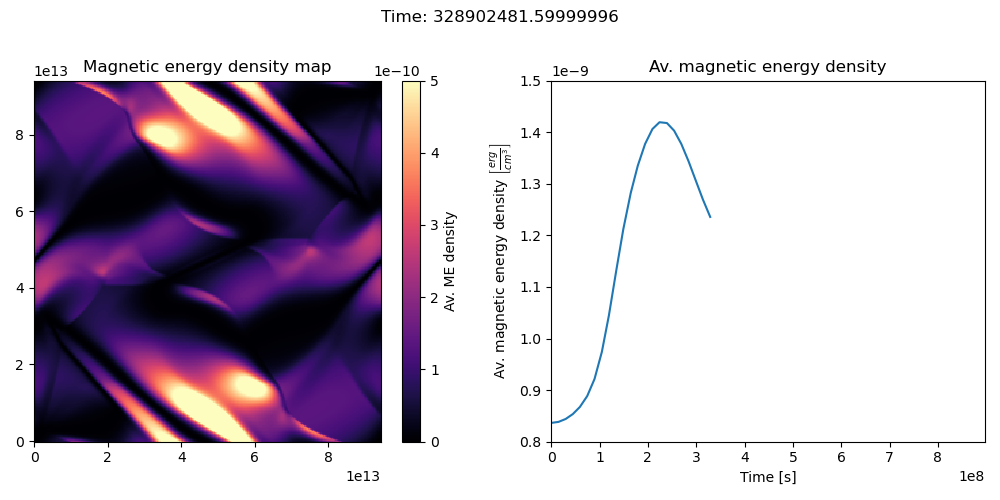 Time: 328902481.59999996
Magnetic energy density map
1e13
1e−10
8
6
4
2
0
0 2 4 6 8
1e13
5
4
3
2
1
0
Av. ME density
Av. magnetic energy density
1e−9
1.5
1.4
1.3
1.2
1.1
1.0
0.9
0.8
Av. magnetic energy density [erg/cm³]
0 1 2 3 4 5 6 7 8
Time [s]
1e8